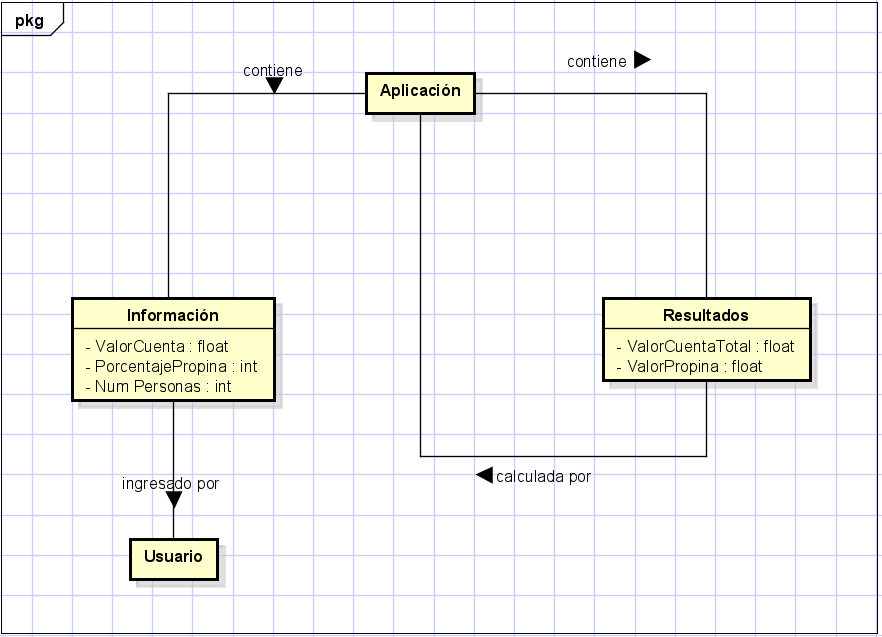 pkg
contiene
contiene
Aplicación
Información
- ValorCuenta : float
- PorcentajePropina : int
- Num Personas : int
Resultados
- ValorCuentaTotal : float
- ValorPropina : float
ingresado por
calculada por
Usuario